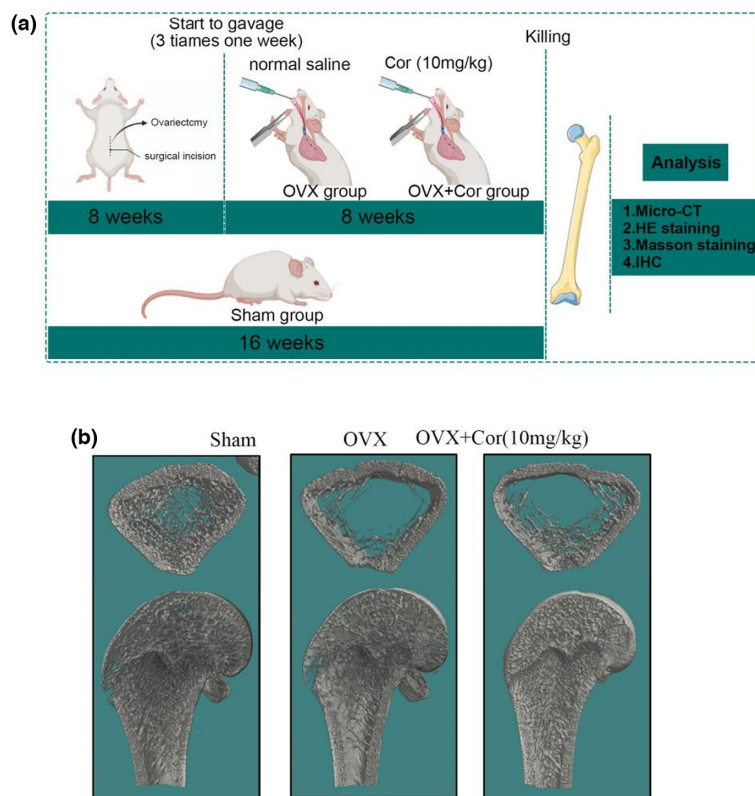 (a)
Start to gavage
(3 tiames one week)
Killing
normal saline
Cor (10mg/kg)
Ovariectcmy
surgical incision
OVX group
OVX+Cor group
8 weeks
8 weeks
Sham group
16 weeks
Analysis
1.Micro-CT
2.HE staining
3.Masson staining
4.IHC
(b)
Sham
OVX
OVX+Cor(10mg/kg)